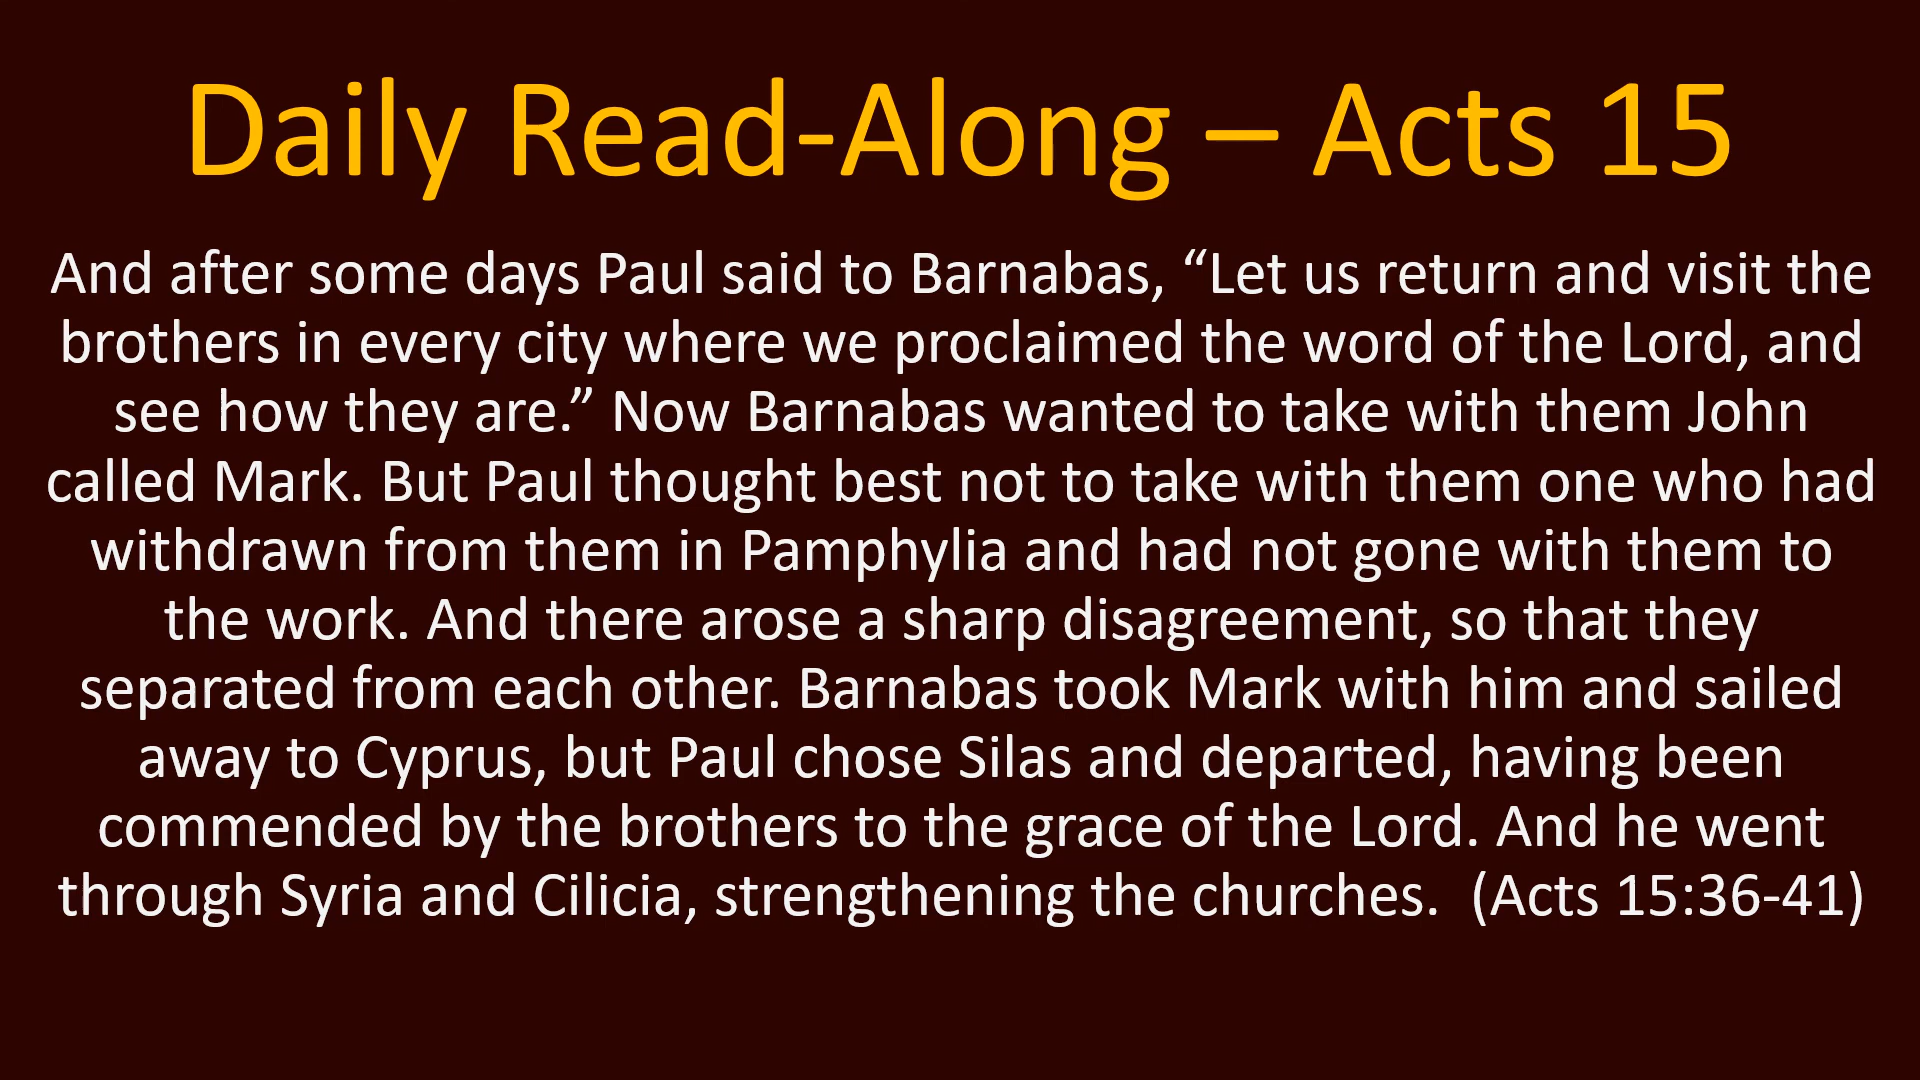 Daily Read-Along – Acts 15
And after some days Paul said to Barnabas, “Let us return and visit the
brothers in every city where we proclaimed the word of the Lord, and
see how they are.” Now Barnabas wanted to take with them John
called Mark. But Paul thought best not to take with them one who had
withdrawn from them in Pamphylia and had not gone with them to
the work. And there arose a sharp disagreement, so that they
separated from each other. Barnabas took Mark with him and sailed
away to Cyprus, but Paul chose Silas and departed, having been
commended by the brothers to the grace of the Lord. And he went
through Syria and Cilicia, strengthening the churches.  (Acts 15:36-41)